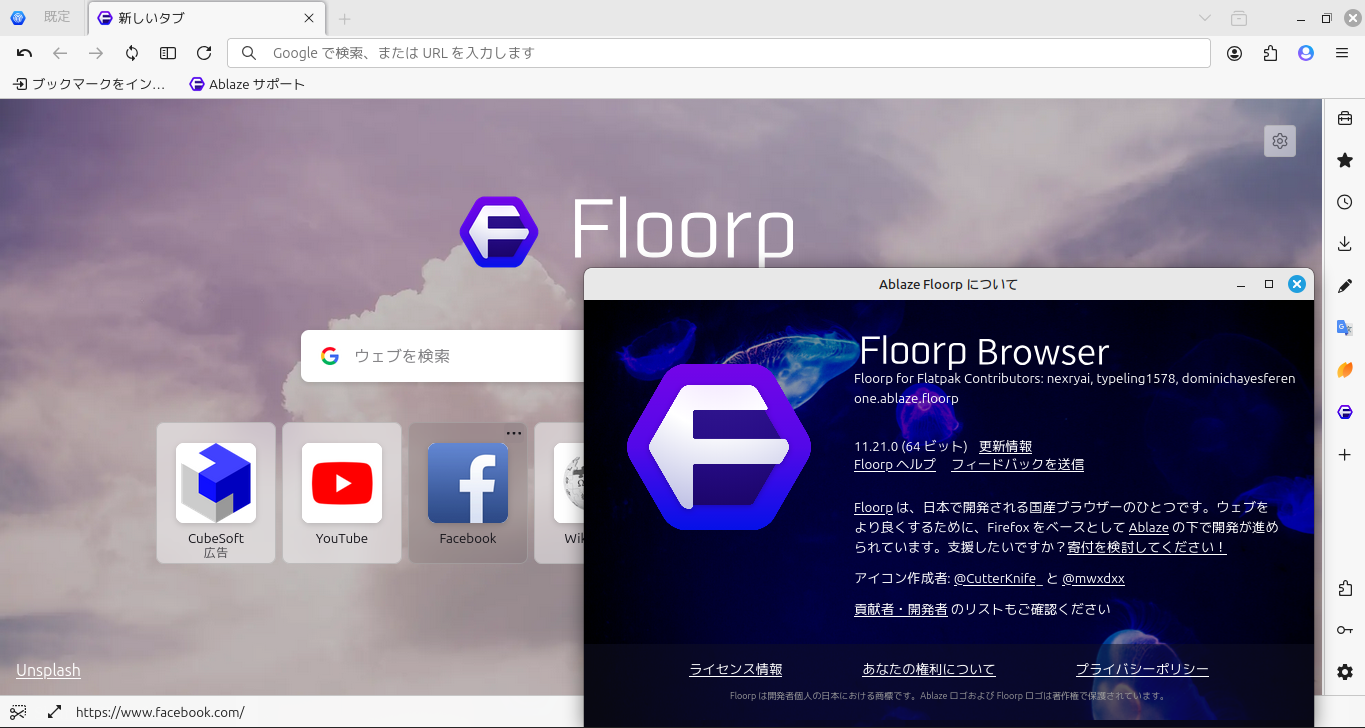 既定
新しいタブ
Google で検索、または URL を入力します
ブックマークをイン…
Ablaze サポート
Floorp
ウェブを検索
CubeSoft
広告
YouTube
Facebook
Unsplash
https://www.facebook.com/
Ablaze Floorp について
Floorp Browser
Floorp for Flatpak Contributors: nexryai, typeling1578, dominichayesferen
one.ablaze.floorp
11.21.0 (64 ビット) 更新情報
Floorp ヘルプ フィードバックを送信
Floorp は、日本で開発される国産ブラウザーのひとつです。ウェブを
より良くするために、Firefox をベースとして Ablaze の下で開発が進め
られています。支援したいですか？寄付を検討してください！
アイコン作成者: @CutterKnife_ と @mwxdxx
貢献者・開発者 のリストもご確認ください
ライセンス情報 あなたの権利について プライバシーポリシー
Floorp は開発者個人の日本における商標です。Ablaze ロゴおよび Floorp ロゴは著作権で保護されています。